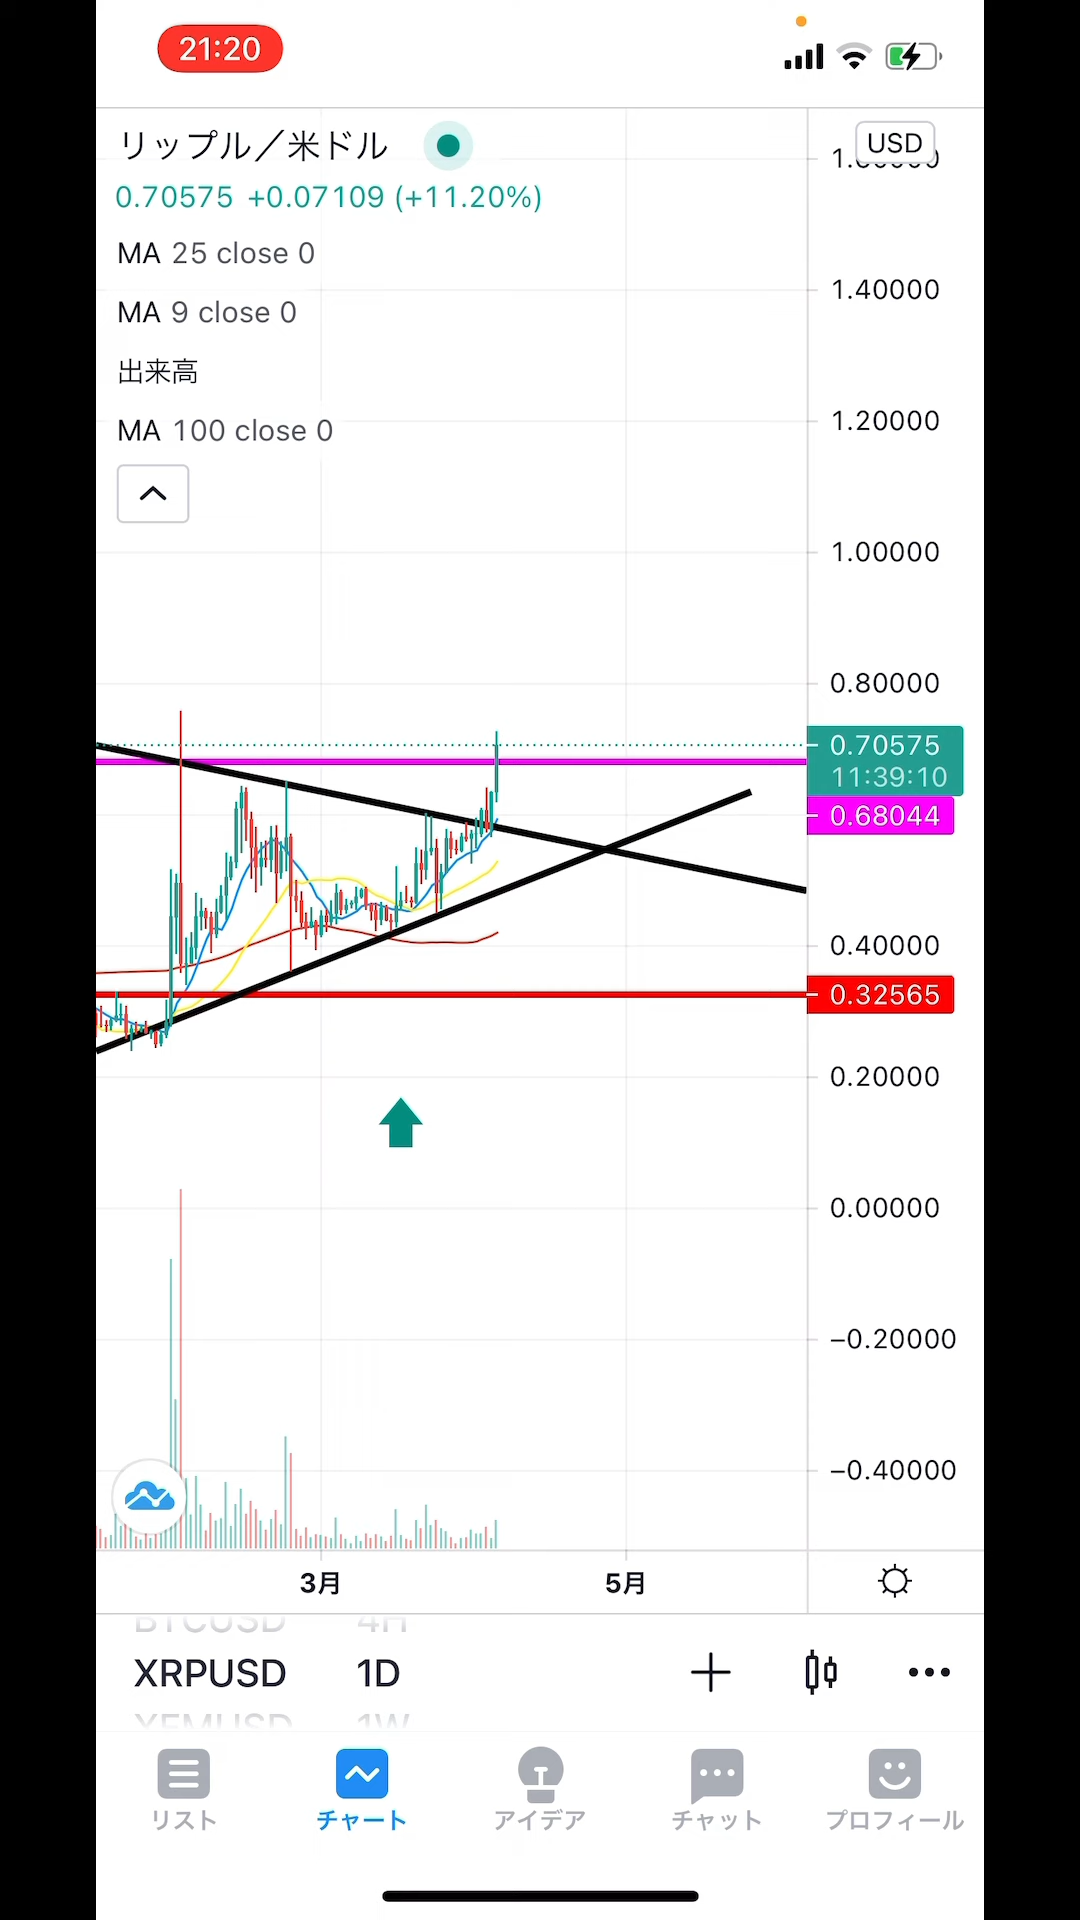 21:20
リップル／米ドル
USD
0.70575 +0.07109 (+11.20%)
MA 25 close 0
1.40000
MA 9 close 0
出来高
1.20000
MA 100 close 0
1.00000
0.80000
0.70575
11:39:10
0.68044
0.40000
0.32565
0.20000
0.00000
−0.20000
−0.40000
3月 5月
BTCUSD 4H
XRPUSD 1D
XEMUSD 1W
リスト チャート アイデア チャット プロフィール